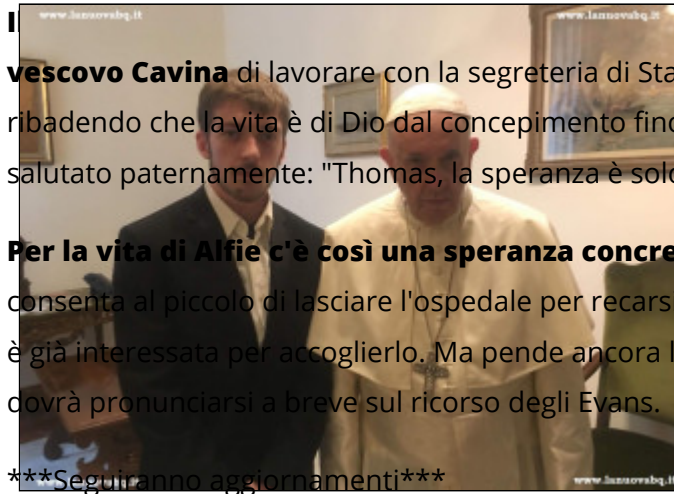 www.lanuovabq.it www.lanuovabq.it
Il
vescovo Cavina di lavorare con la segreteria di Sta
ribadendo che la vita è di Dio dal concepimento fino
salutato paternamente: "Thomas, la speranza è solo
Per la vita di Alfie c'è così una speranza concre
consenta al piccolo di lasciare l'ospedale per recars
è già interessata per accoglierlo. Ma pende ancora l
dovrà pronunciarsi a breve sul ricorso degli Evans.
***Seguiranno aggiornamenti***
www.lanuovabq.it